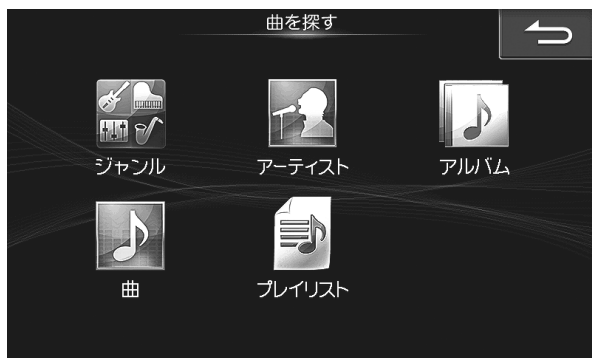 曲を探す
ジャンル
アーティスト
アルバム
曲
プレイリスト